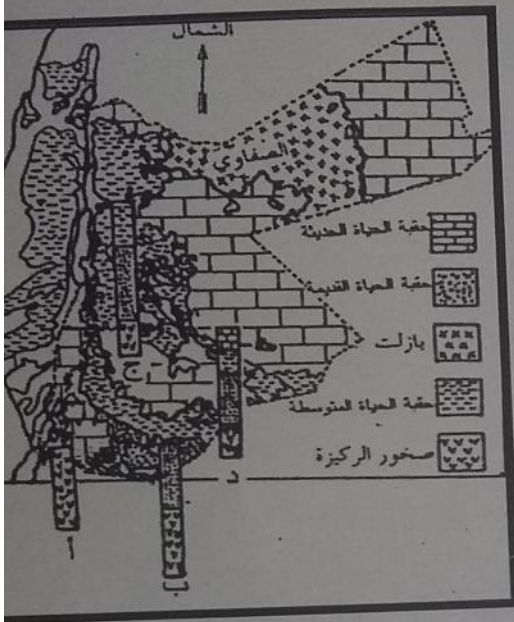 الشمال
الصفاوي
حقبة الحياة الحديثة
حقبة الحياة القديمة
بازلت
حقبة الحياة المتوسطة
صخور الركيزة
ج
د
أ
ب